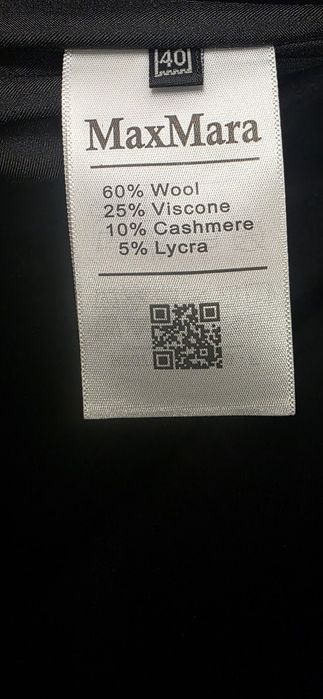 40
MaxMara
60% Wool
25% Viscone
10% Cashmere
5% Lycra